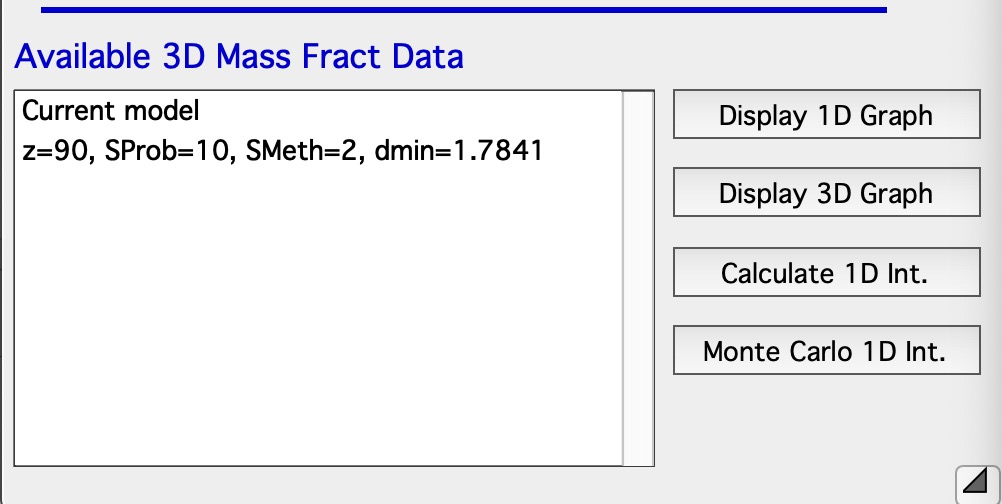 Available 3D Mass Fract Data
Current model
z=90, SProb=10, SMeth=2, dmin=1.7841
Display 1D Graph
Display 3D Graph
Calculate 1D Int.
Monte Carlo 1D Int.